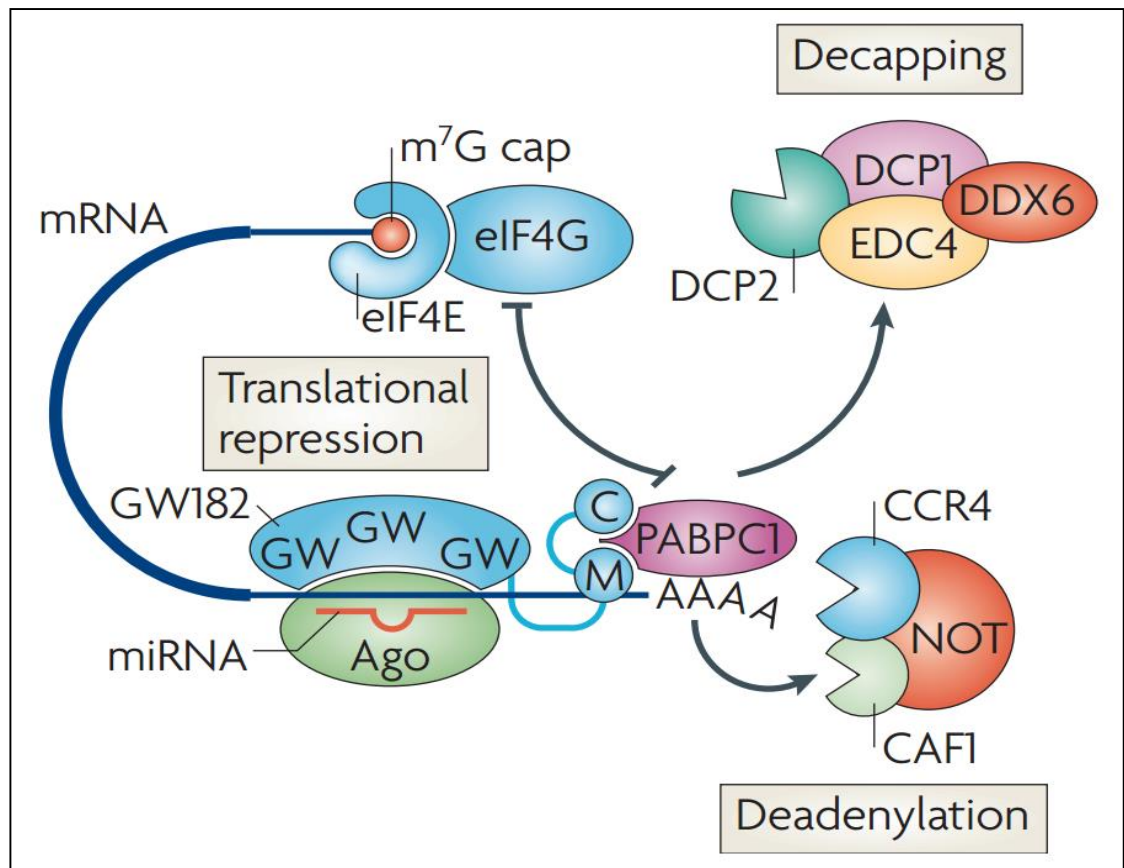 Decapping
m⁷G cap
DCP1
DDX6
mRNA
eIF4G
EDC4
DCP2
eIF4E
Translational
repression
GW182
GW
GW
GW
C
PABPC1
CCR4
M
AAAA
NOT
miRNA
Ago
CAF1
Deadenylation